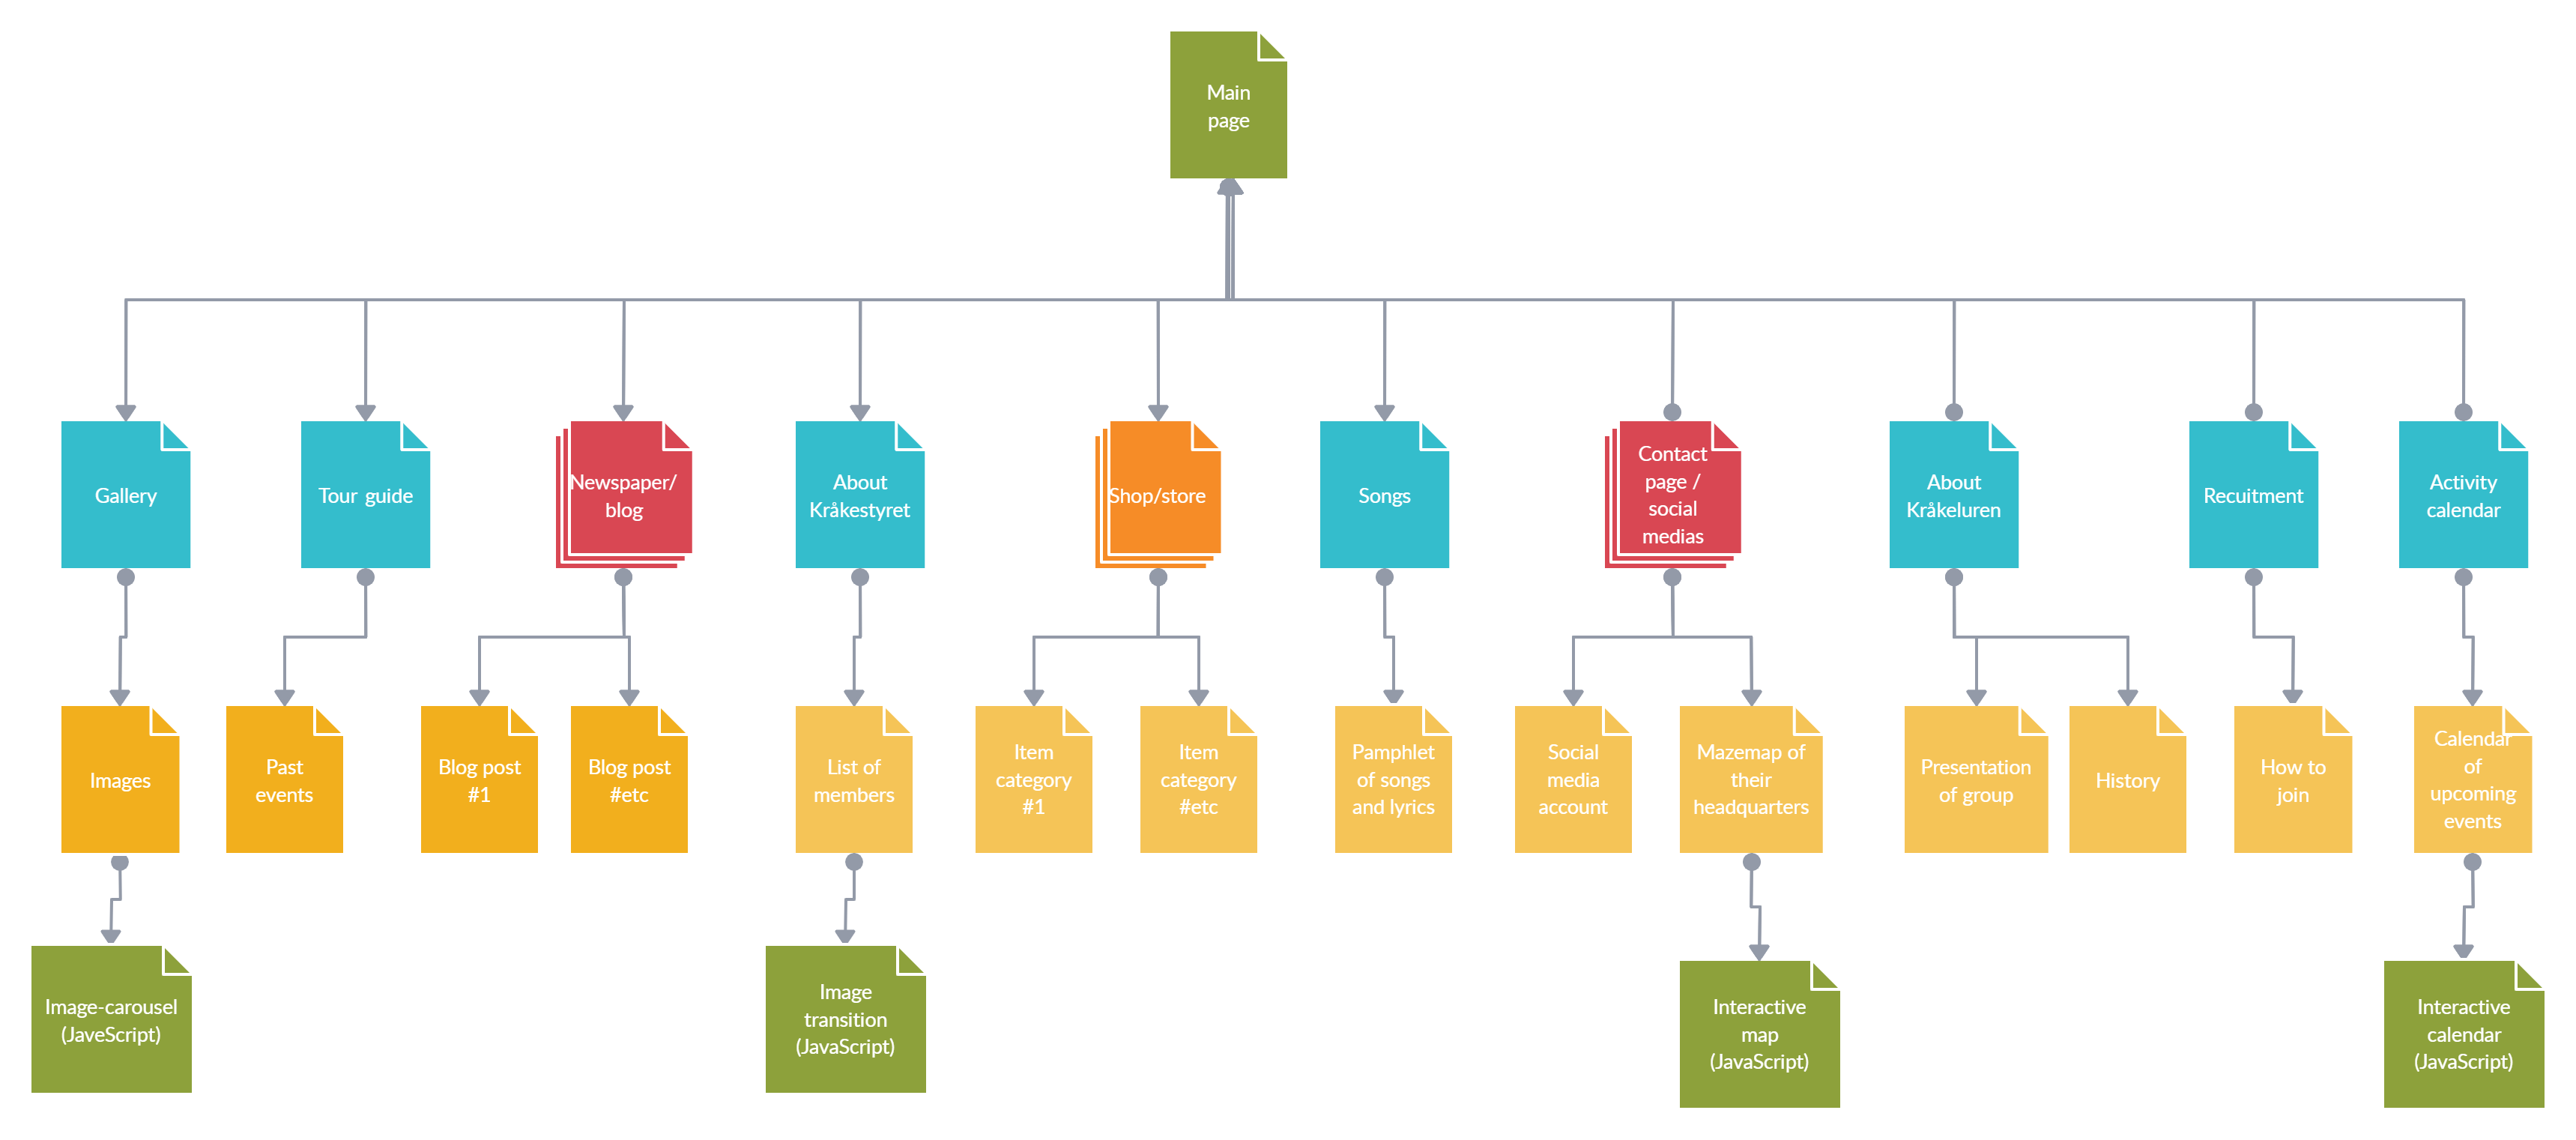 Main
page
Gallery
Tour guide
Newspaper/
blog
About
Kråkestyret
Shop/store
Songs
Contact
page /
social
medias
About
Kråkeluren
Recuitment
Activity
calendar
Images
Past
events
Blog post
#1
Blog post
#etc
List of
members
Item
category
#1
Item
category
#etc
Pamphlet
of songs
and lyrics
Social
media
account
Mazemap of
their
headquarters
Presentation
of group
History
How to
join
Calendar
of
upcoming
events
Image-carousel
(JaveScript)
Image
transition
(JavaScript)
Interactive
map
(JavaScript)
Interactive
calendar
(JavaScript)